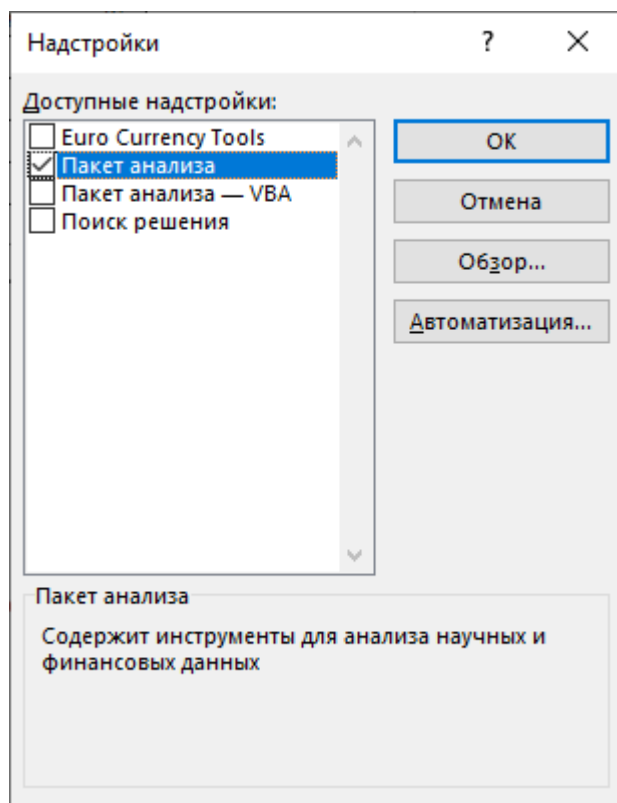 Надстройки ?
Доступные надстройки:
Euro Currency Tools
Пакет анализа
Пакет анализа — VBA
Поиск решения
ОК
Отмена
Обзор...
Автоматизация...
Пакет анализа
Содержит инструменты для анализа научных и
финансовых данных